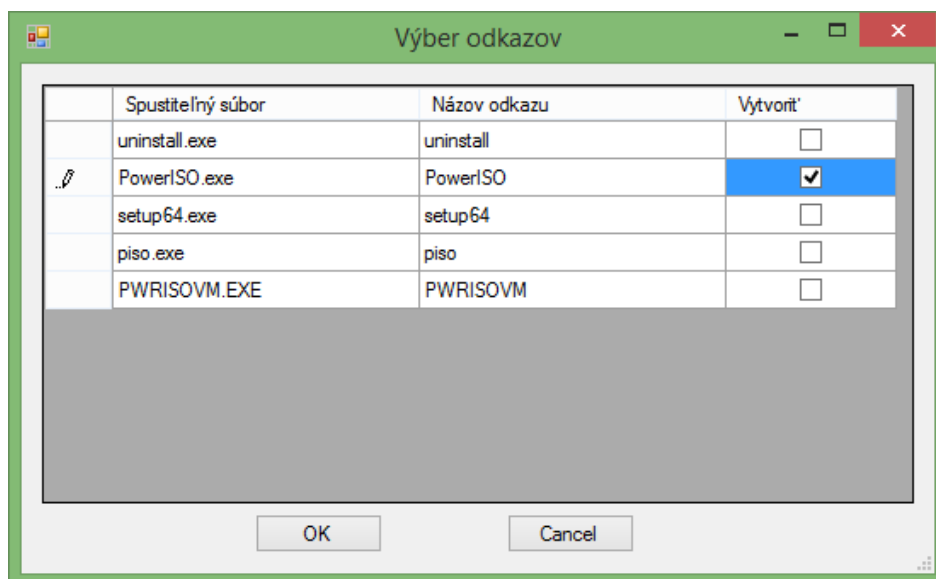 Výber odkazov
Spustiteľný súbor Názov odkazu Vytvoriť
uninstall.exe uninstall
PowerISO.exe PowerISO
setup64.exe setup64
piso.exe piso
PWRISOVM.EXE PWRISOVM
OK Cancel